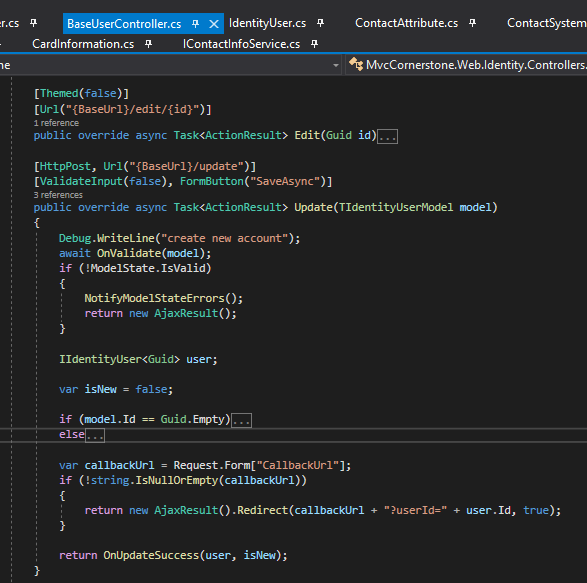 r.cs BaseUserController.cs IdentityUser.cs ContactAttribute.cs ContactSystem
CardInformation.cs IContactInfoService.cs
ne MvcCornerstone.Web.Identity.Controllers.
[Themed(false)]
[Url("{BaseUrl}/edit/{id}")]
1 reference
public override async Task<ActionResult> Edit(Guid id)...
[HttpPost, Url("{BaseUrl}/update")]
[ValidateInput(false), FormButton("SaveAsync")]
3 references
public override async Task<ActionResult> Update(TIdentityUserModel model)
{
Debug.WriteLine("create new account");
await OnValidate(model);
if (!ModelState.IsValid)
{
NotifyModelStateErrors();
return new AjaxResult();
}
IIdentityUser<Guid> user;
var isNew = false;
if (model.Id == Guid.Empty)...
else...
var callbackUrl = Request.Form["CallbackUrl"];
if (!string.IsNullOrEmpty(callbackUrl))
{
return new AjaxResult().Redirect(callbackUrl + "?userId=" + user.Id, true);
}
return OnUpdateSuccess(user, isNew);
}